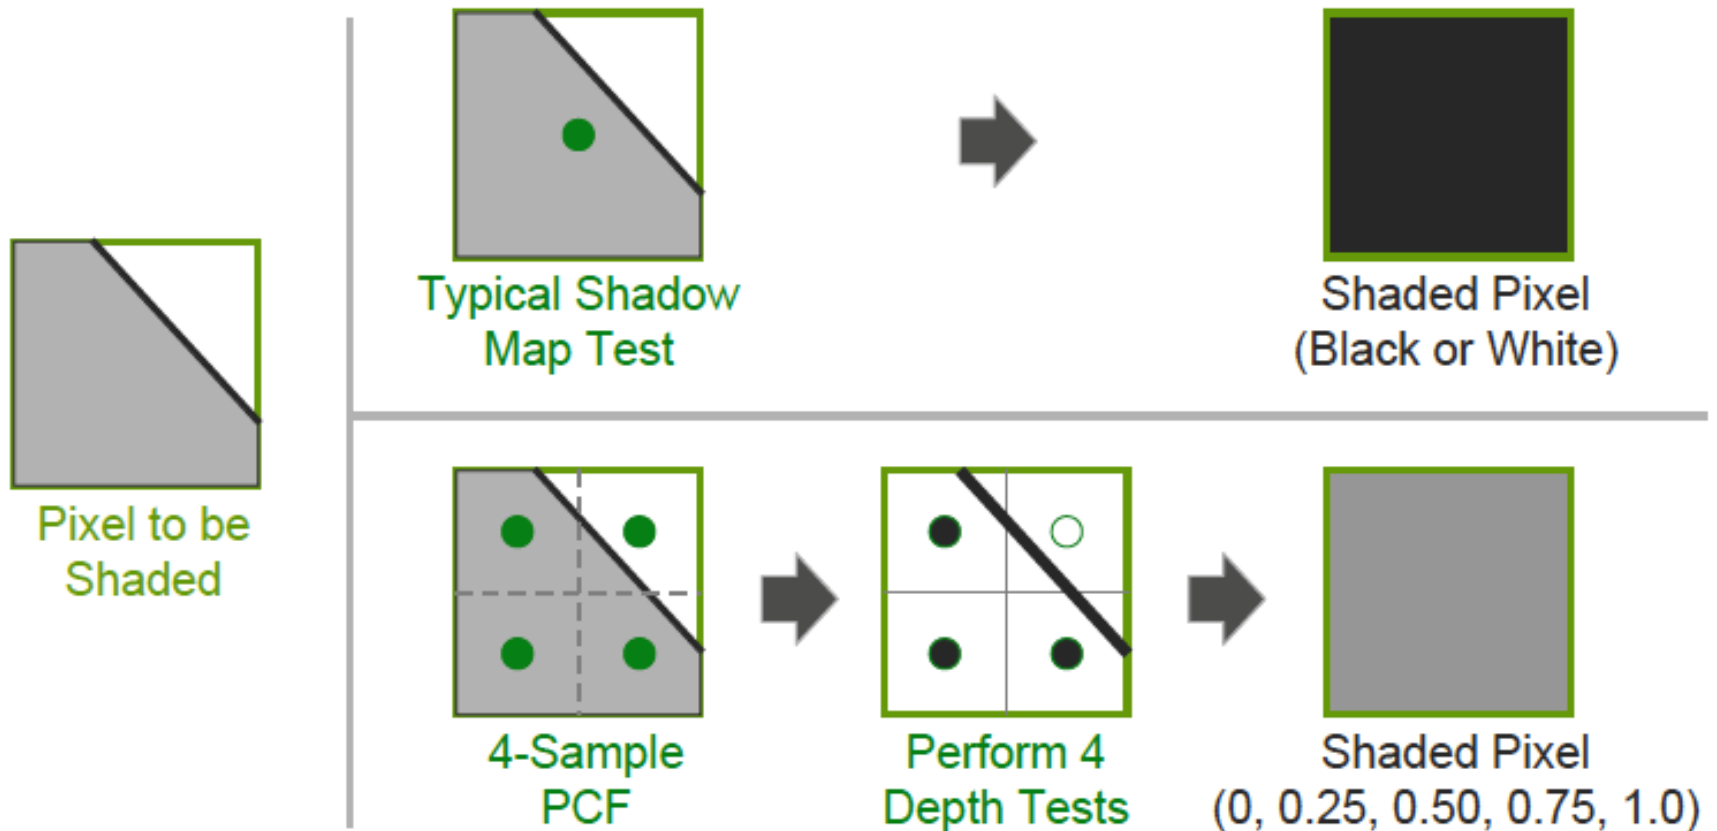 Pixel to be
Shaded
Typical Shadow
Map Test
Shaded Pixel
(Black or White)
4-Sample
PCF
Perform 4
Depth Tests
Shaded Pixel
(0, 0.25, 0.50, 0.75, 1.0)